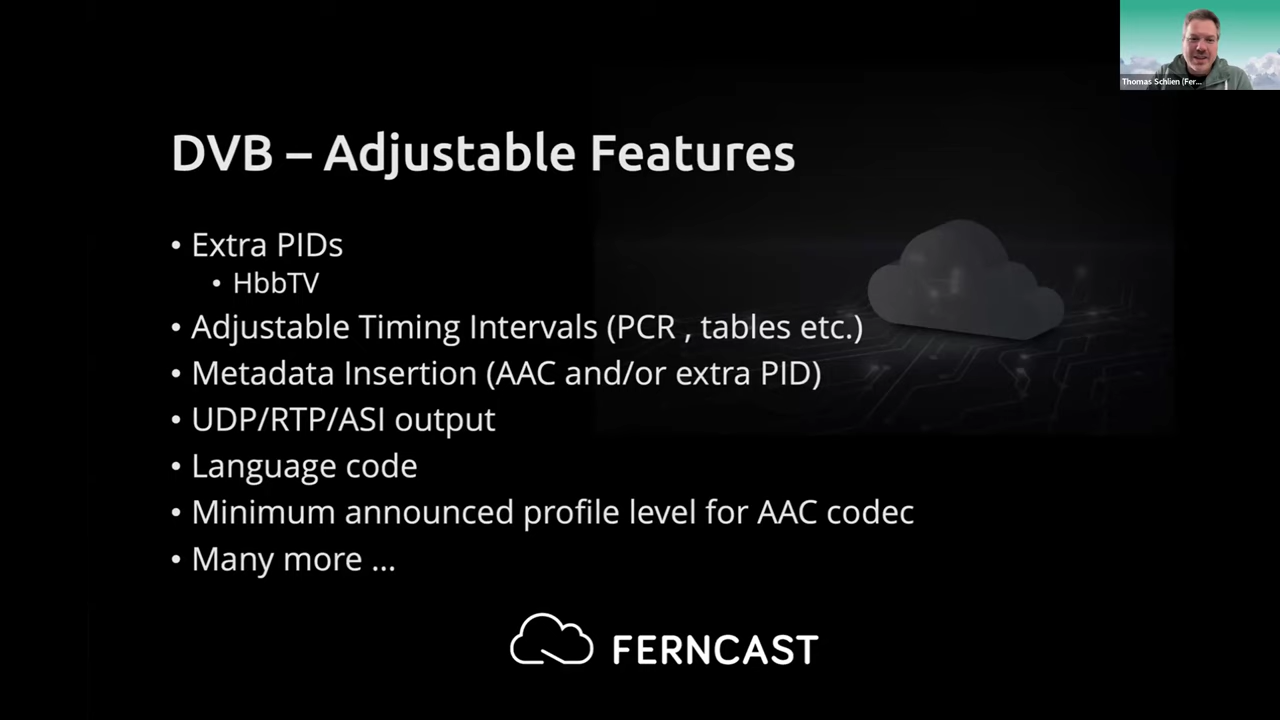 Thomas Schlien (Fer...
DVB – Adjustable Features
• Extra PIDs
• HbbTV
• Adjustable Timing Intervals (PCR , tables etc.)
• Metadata Insertion (AAC and/or extra PID)
• UDP/RTP/ASI output
• Language code
• Minimum announced profile level for AAC codec
• Many more ...
FERNCAST